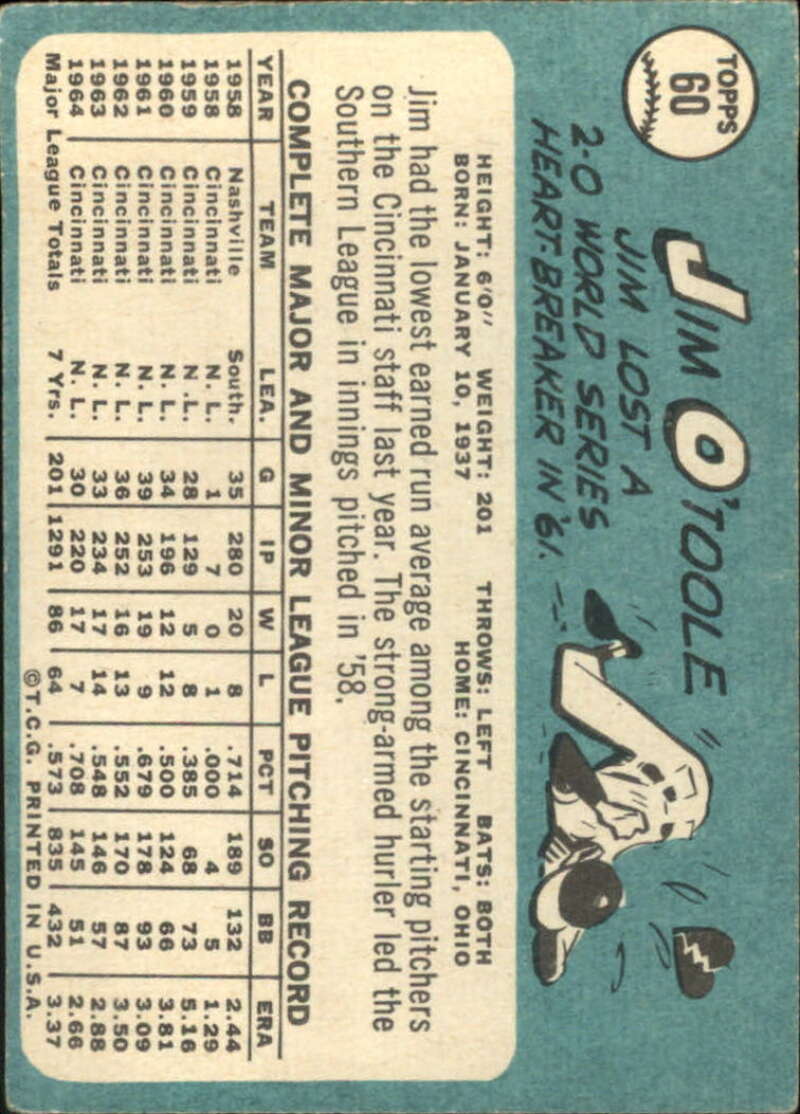 TOPPS
60
JIM O'TOOLE
JIM LOST A
2-0 WORLD SERIES
HEART-BREAKER IN '61.
HEIGHT: 6'0" WEIGHT: 201 THROWS: LEFT BATS: BOTH
BORN: JANUARY 10, 1937 HOME: CINCINNATI, OHIO
Jim had the lowest earned run average among the starting pitchers
on the Cincinnati staff last year. The strong-armed hurler led the
Southern League in innings pitched in '58.
COMPLETE MAJOR AND MINOR LEAGUE PITCHING RECORD
YEAR TEAM LEA. G IP W L PCT SO BB ERA
1958 Nashville South. 35 280 20 8 .714 189 132 2.44
1958 Cincinnati N. L. 1 7 0 1 .000 4 5 1.29
1959 Cincinnati N .L. 28 129 5 8 .385 68 73 5.16
1960 Cincinnati N. L. 34 196 12 12 .500 124 66 3.81
1961 Cincinnati N. L. 39 253 19 9 .679 178 93 3.09
1962 Cincinnati N. L. 36 252 16 13 .552 170 87 3.50
1963 Cincinnati N. L. 33 234 17 14 .548 146 57 2.88
1964 Cincinnati N. L. 30 220 17 7 .708 145 51 2.66
Major League Totals 7 Yrs. 201 1291 86 64 .573 835 432 3.37
©T.C.G. PRINTED IN U.S.A.